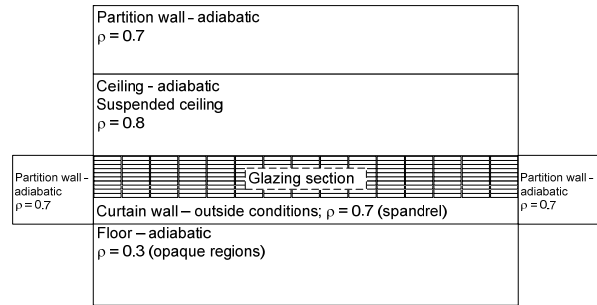 Partition wall – adiabatic
ρ = 0.7
Ceiling - adiabatic
Suspended ceiling
ρ = 0.8
Partition wall –
adiabatic
ρ = 0.7
Glazing section
Partition wall –
adiabatic
ρ = 0.7
Curtain wall – outside conditions; ρ = 0.7 (spandrel)
Floor – adiabatic
ρ = 0.3 (opaque regions)